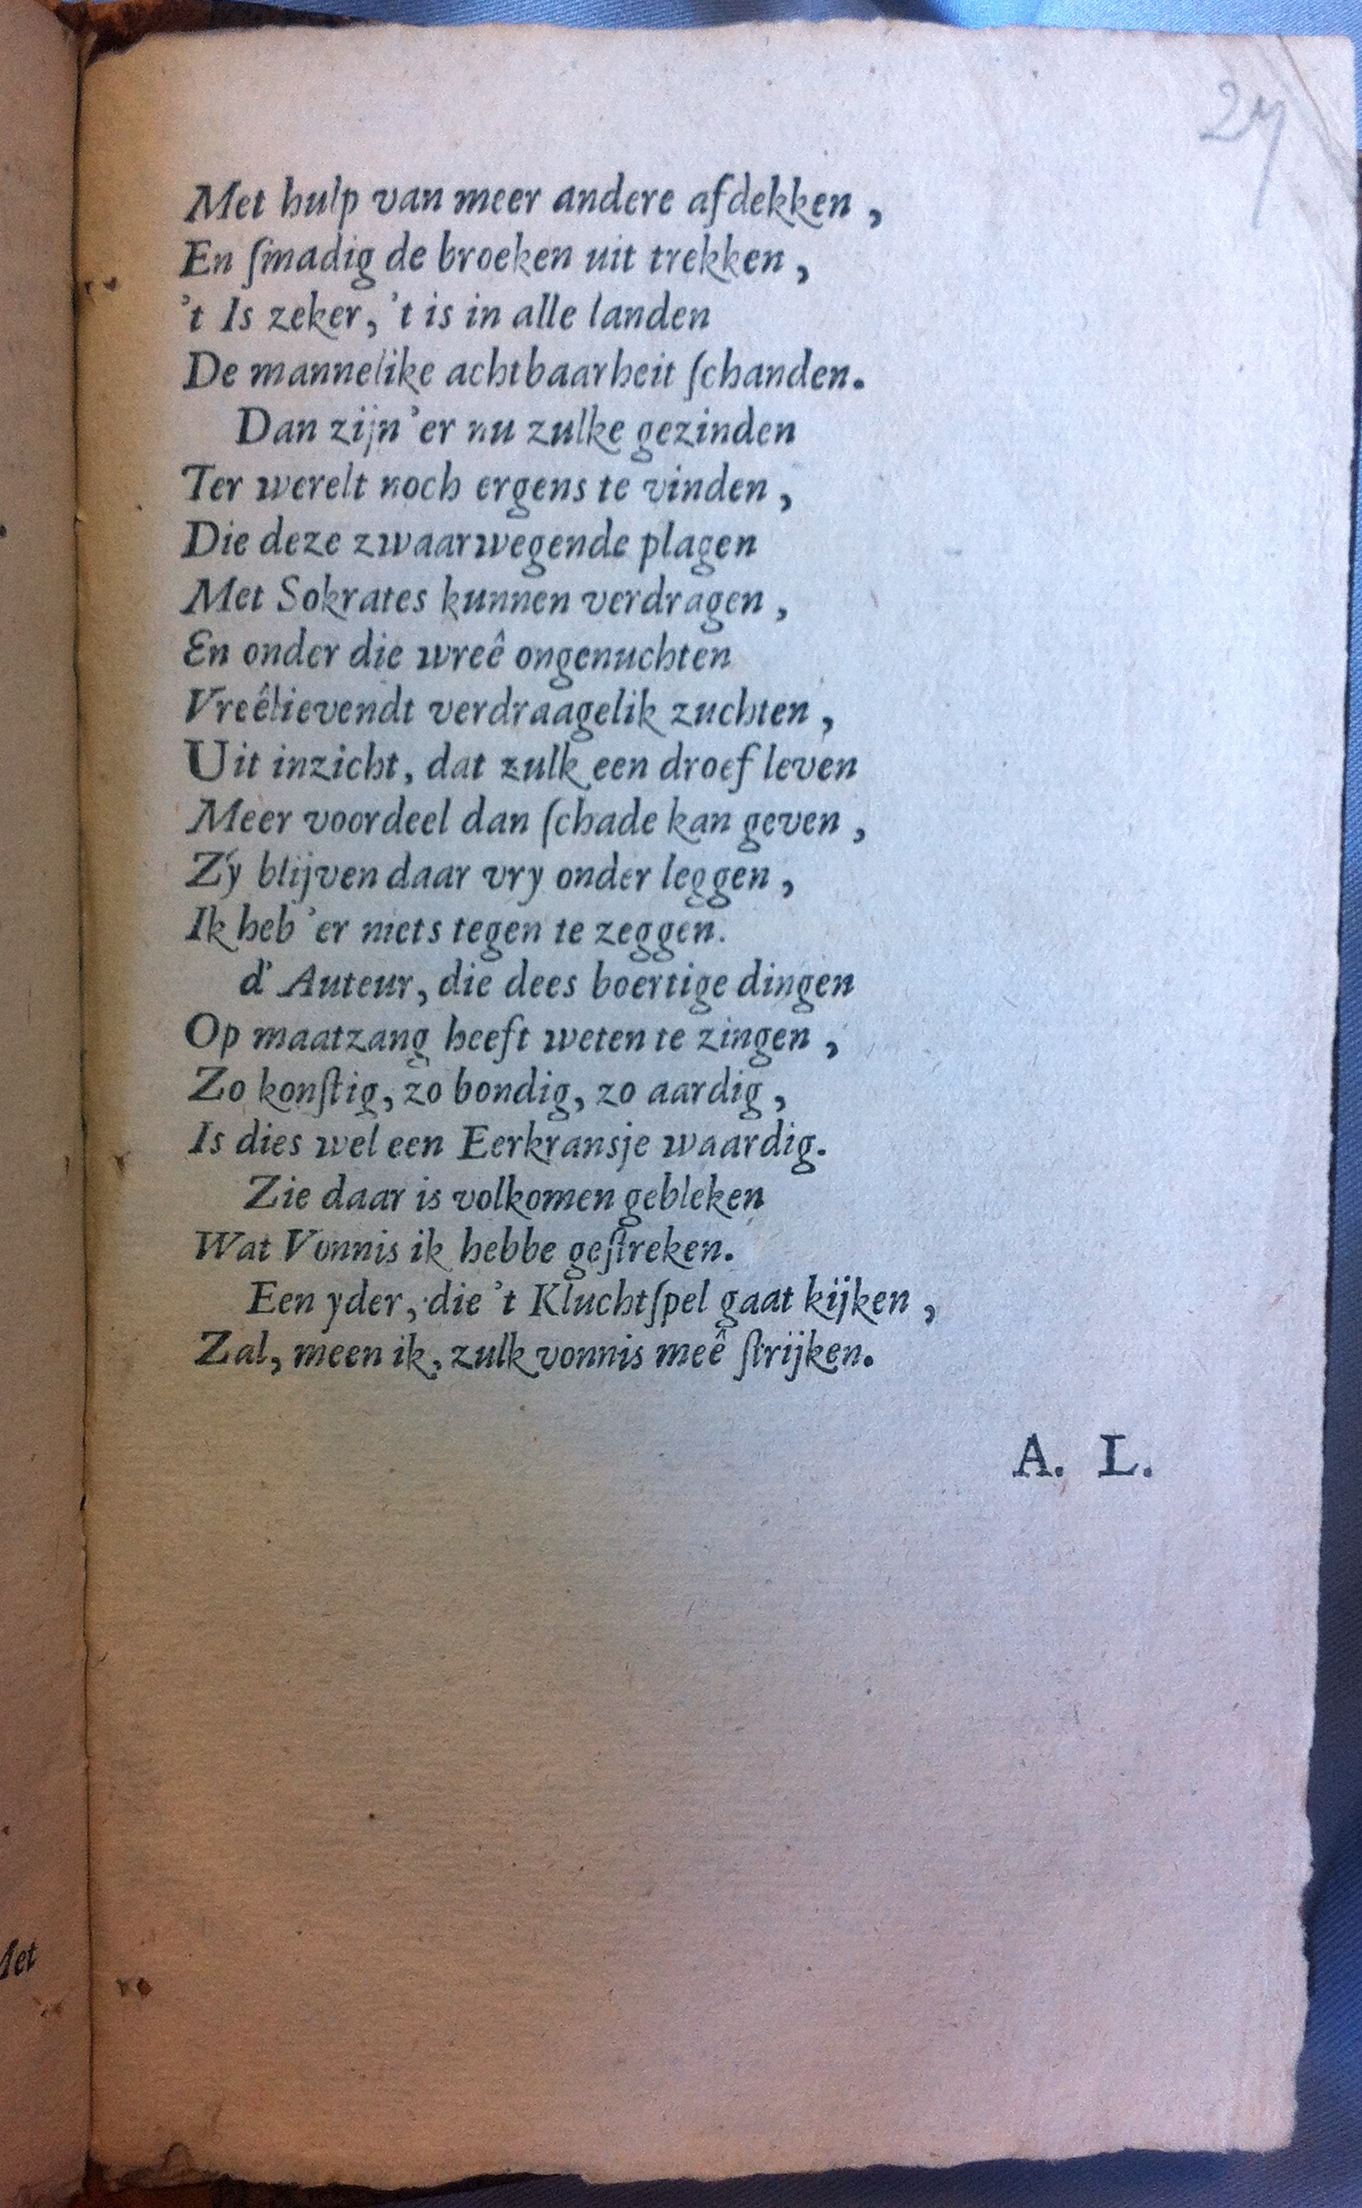 27
Met hulp van meer andere afdekken,
En ſmadig de broeken uit trekken,
't Is zeker, 't is in alle landen
De mannelike achtbaarheit ſchanden.
Dan zijn 'er nu zulke gezinden
Ter werelt noch ergens te vinden,
Die deze zwaarwegende plagen
Met Sokrates kunnen verdragen,
En onder die wreê ongenuchten
Vreêlievendt verdraagelik zuchten,
Uit inzicht, dat zulk een droef leven
Meer voordeel dan ſchade kan geven,
Zy blijven daar vry onder leggen,
Ik heb 'er niets tegen te zeggen.
d' Auteur, die dees boertige dingen
Op maatzang heeft weten te zingen,
Zo konſtig, zo bondig, zo aardig,
Is dies wel een Eerkransje waardig.
Zie daar is volkomen gebleken
Wat Vonnis ik hebbe geſtreken.
Een yder, die 't Kluchtſpel gaat kijken,
Zal, meen ik, zulk vonnis meê ſtrijken.
A. L.
Met